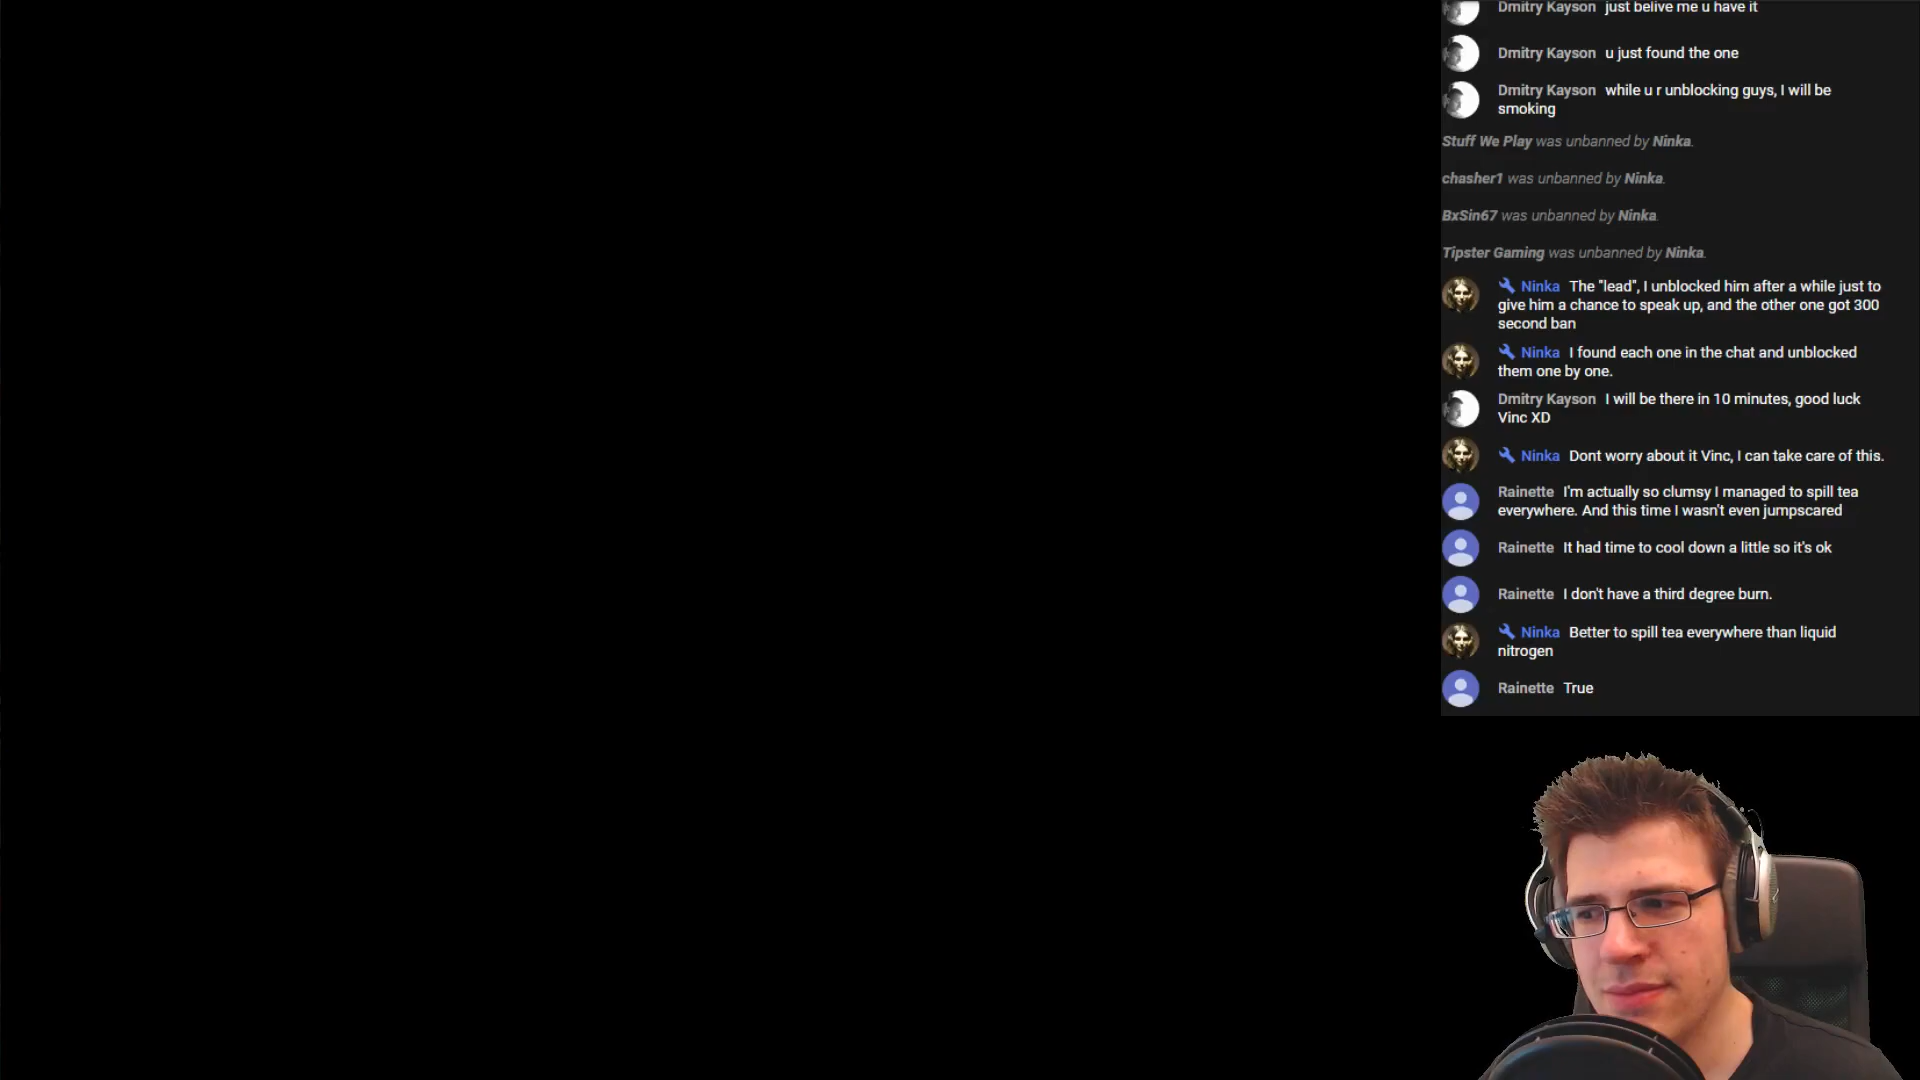 Dmitry Kayson just belive me u have it
Dmitry Kayson u just found the one
Dmitry Kayson while u r unblocking guys, I will be
smoking
Stuff We Play was unbanned by Ninka.
chasher1 was unbanned by Ninka.
BxSin67 was unbanned by Ninka.
Tipster Gaming was unbanned by Ninka.
Ninka The "lead", I unblocked him after a while just to
give him a chance to speak up, and the other one got 300
second ban
Ninka I found each one in the chat and unblocked
them one by one.
Dmitry Kayson I will be there in 10 minutes, good luck
Vinc XD
Ninka Dont worry about it Vinc, I can take care of this.
Rainette I'm actually so clumsy I managed to spill tea
everywhere. And this time I wasn't even jumpscared
Rainette It had time to cool down a little so it's ok
Rainette I don't have a third degree burn.
Ninka Better to spill tea everywhere than liquid
nitrogen
Rainette True